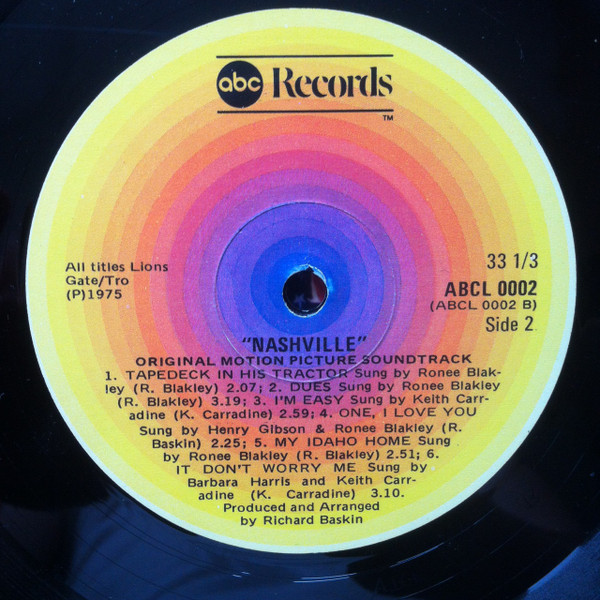 abc Records
TM
All titles Lions
Gate/Tro
(P)1975
33 1/3
ABCL 0002
(ABCL 0002 B)
Side 2
"NASHVILLE"
ORIGINAL MOTION PICTURE SOUNDTRACK
1. TAPEDECK IN HIS TRACTOR Sung by Ronee Blak-
ley (R. Blakley) 2.07; 2. DUES Sung by Ronee Blakley
(R. Blakley) 3.19; 3. I'M EASY Sung by Keith Carr-
adine (K. Carradine) 2.59; 4. ONE, I LOVE YOU
Sung by Henry Gibson & Ronee Blakley (R.
Baskin) 2.25; 5. MY IDAHO HOME Sung
by Ronee Blakley (R. Blakley) 2.51; 6.
IT DON'T WORRY ME Sung by
Barbara Harris and Keith Carr-
adine (K. Carradine) 3.10.
Produced and Arranged
by Richard Baskin